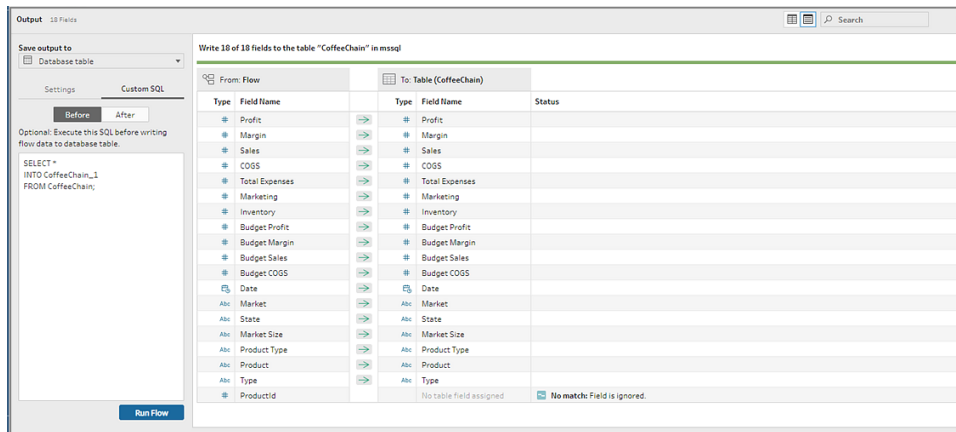 Output 18 Fields
Search
Save output to
Database table
Settings Custom SQL
Before After
Optional: Execute this SQL before writing
flow data to database table.
SELECT *
INTO CoffeeChain_1
FROM CoffeeChain;
Run Flow
Write 18 of 18 fields to the table "CoffeeChain" in mssql
From: Flow To: Table (CoffeeChain)
Type Field Name Type Field Name Status
# Profit # Profit
# Margin # Margin
# Sales # Sales
# COGS # COGS
# Total Expenses # Total Expenses
# Marketing # Marketing
# Inventory # Inventory
# Budget Profit # Budget Profit
# Budget Margin # Budget Margin
# Budget Sales # Budget Sales
# Budget COGS # Budget COGS
Date Date
Abc Market Abc Market
Abc State Abc State
Abc Market Size Abc Market Size
Abc Product Type Abc Product Type
Abc Product Abc Product
Abc Type Abc Type
# ProductId No table field assigned No match: Field is ignored.